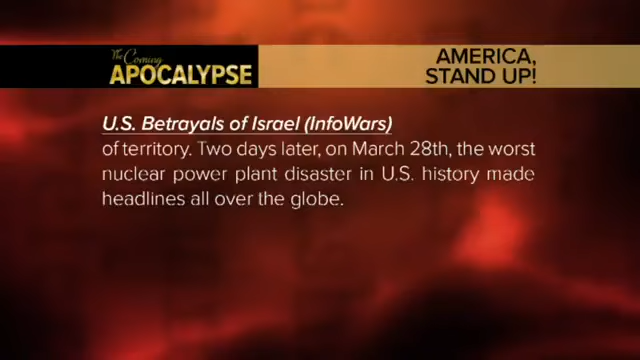 The Coming
APOCALYPSE
AMERICA,
STAND UP!
U.S. Betrayals of Israel (InfoWars)
of territory. Two days later, on March 28th, the worst
nuclear power plant disaster in U.S. history made
headlines all over the globe.